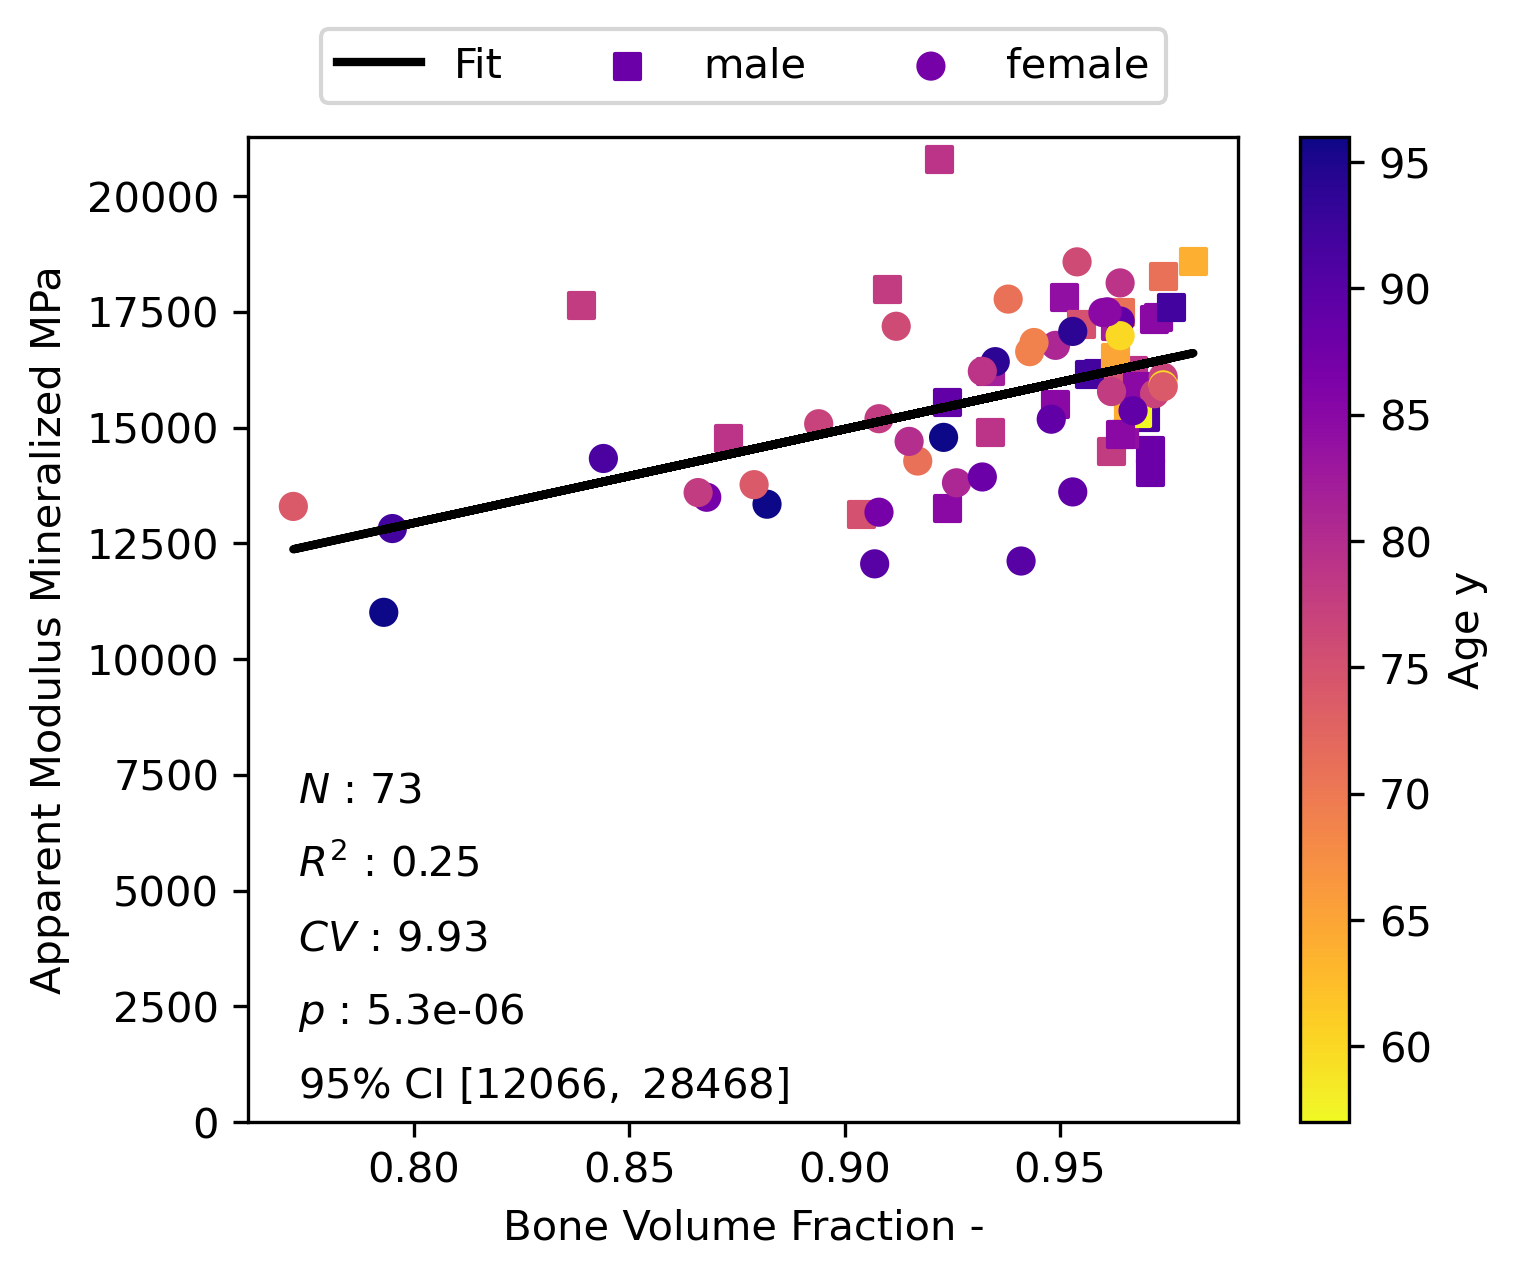 Fit male female
20000
17500
15000
12500
10000
7500
5000
2500
0
Apparent Modulus Mineralized MPa
N : 73
R² : 0.25
CV : 9.93
p : 5.3e-06
95% CI [12066, 28468]
0.80 0.85 0.90 0.95
Bone Volume Fraction -
95
90
85
80
75
70
65
60
Age y